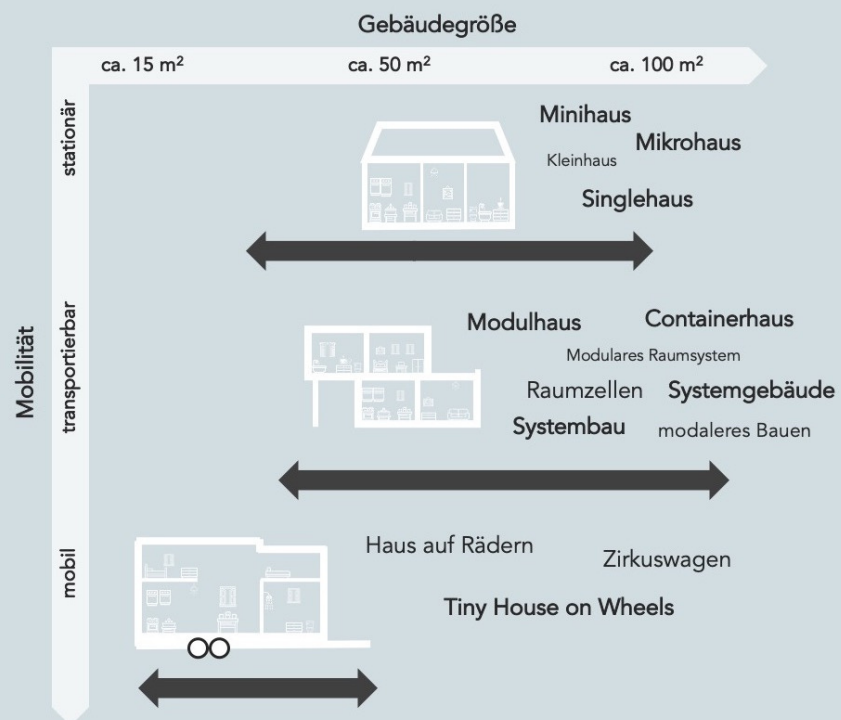 Gebäudegröße
ca. 15 m²
ca. 50 m²
ca. 100 m²
Mobilität
stationär
Minihaus
Mikrohaus
Kleinhaus
Singlehaus
transportierbar
Modulhaus
Containerhaus
Modulares Raumsystem
Raumzellen
Systemgebäude
Systembau
modaleres Bauen
mobil
Haus auf Rädern
Zirkuswagen
Tiny House on Wheels